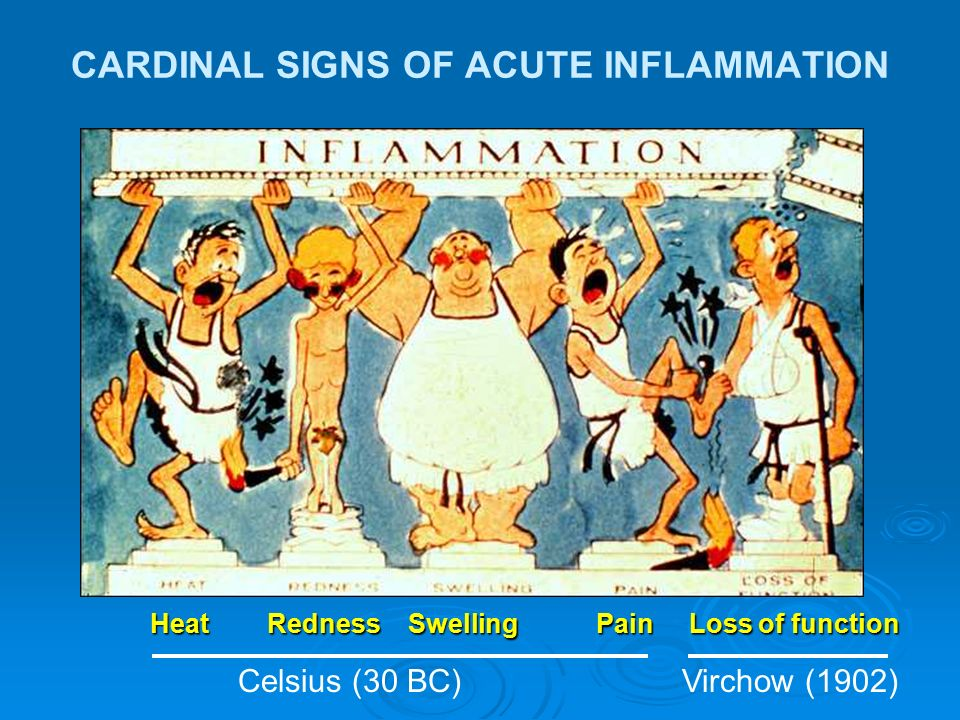 CARDINAL SIGNS OF ACUTE INFLAMMATION
INFLAMMATION
HEAT REDNESS SWELLING PAIN LOSS OF
FUNCTION
Heat Redness Swelling Pain Loss of function
Celsius (30 BC) Virchow (1902)